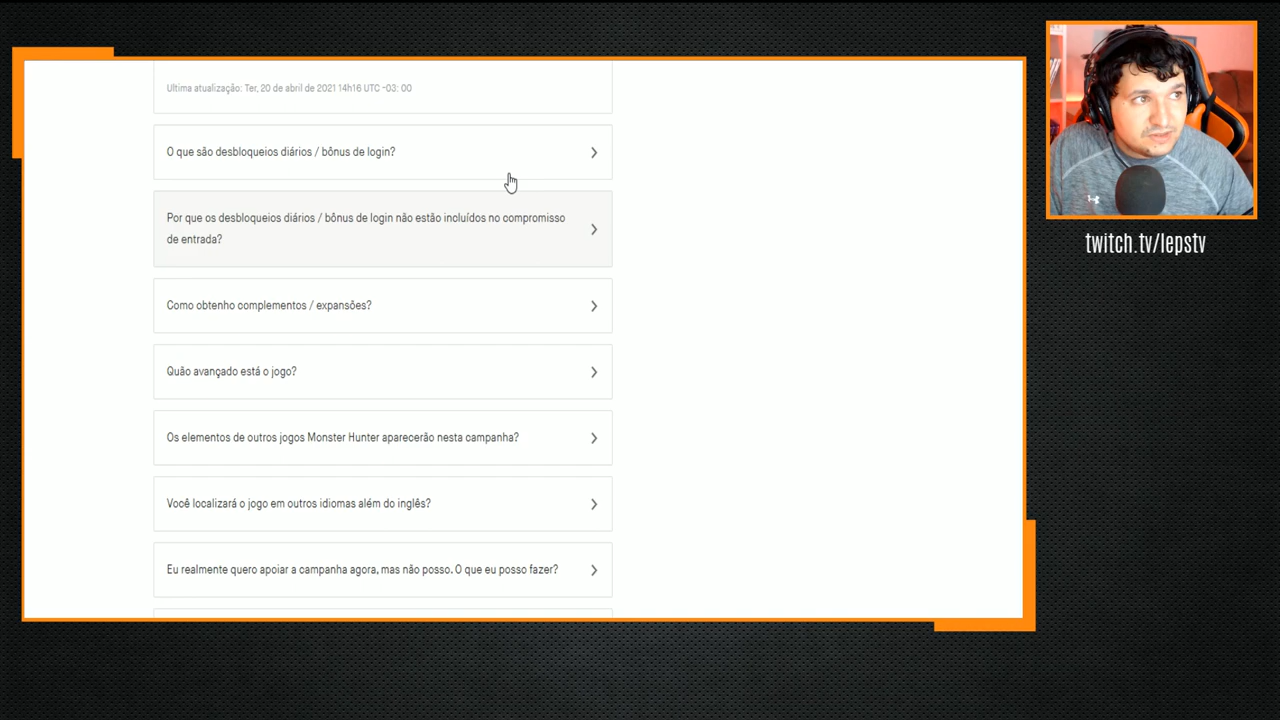 Ultima atualização: Ter, 20 de abril de 2021 14h16 UTC -03: 00
O que são desbloqueios diários / bônus de login?
Por que os desbloqueios diários / bônus de login não estão incluídos no compromisso
de entrada?
Como obtenho complementos / expansões?
Quão avançado está o jogo?
Os elementos de outros jogos Monster Hunter aparecerão nesta campanha?
Você localizará o jogo em outros idiomas além do inglês?
Eu realmente quero apoiar a campanha agora, mas não posso. O que eu posso fazer?
twitch.tv/lepstv